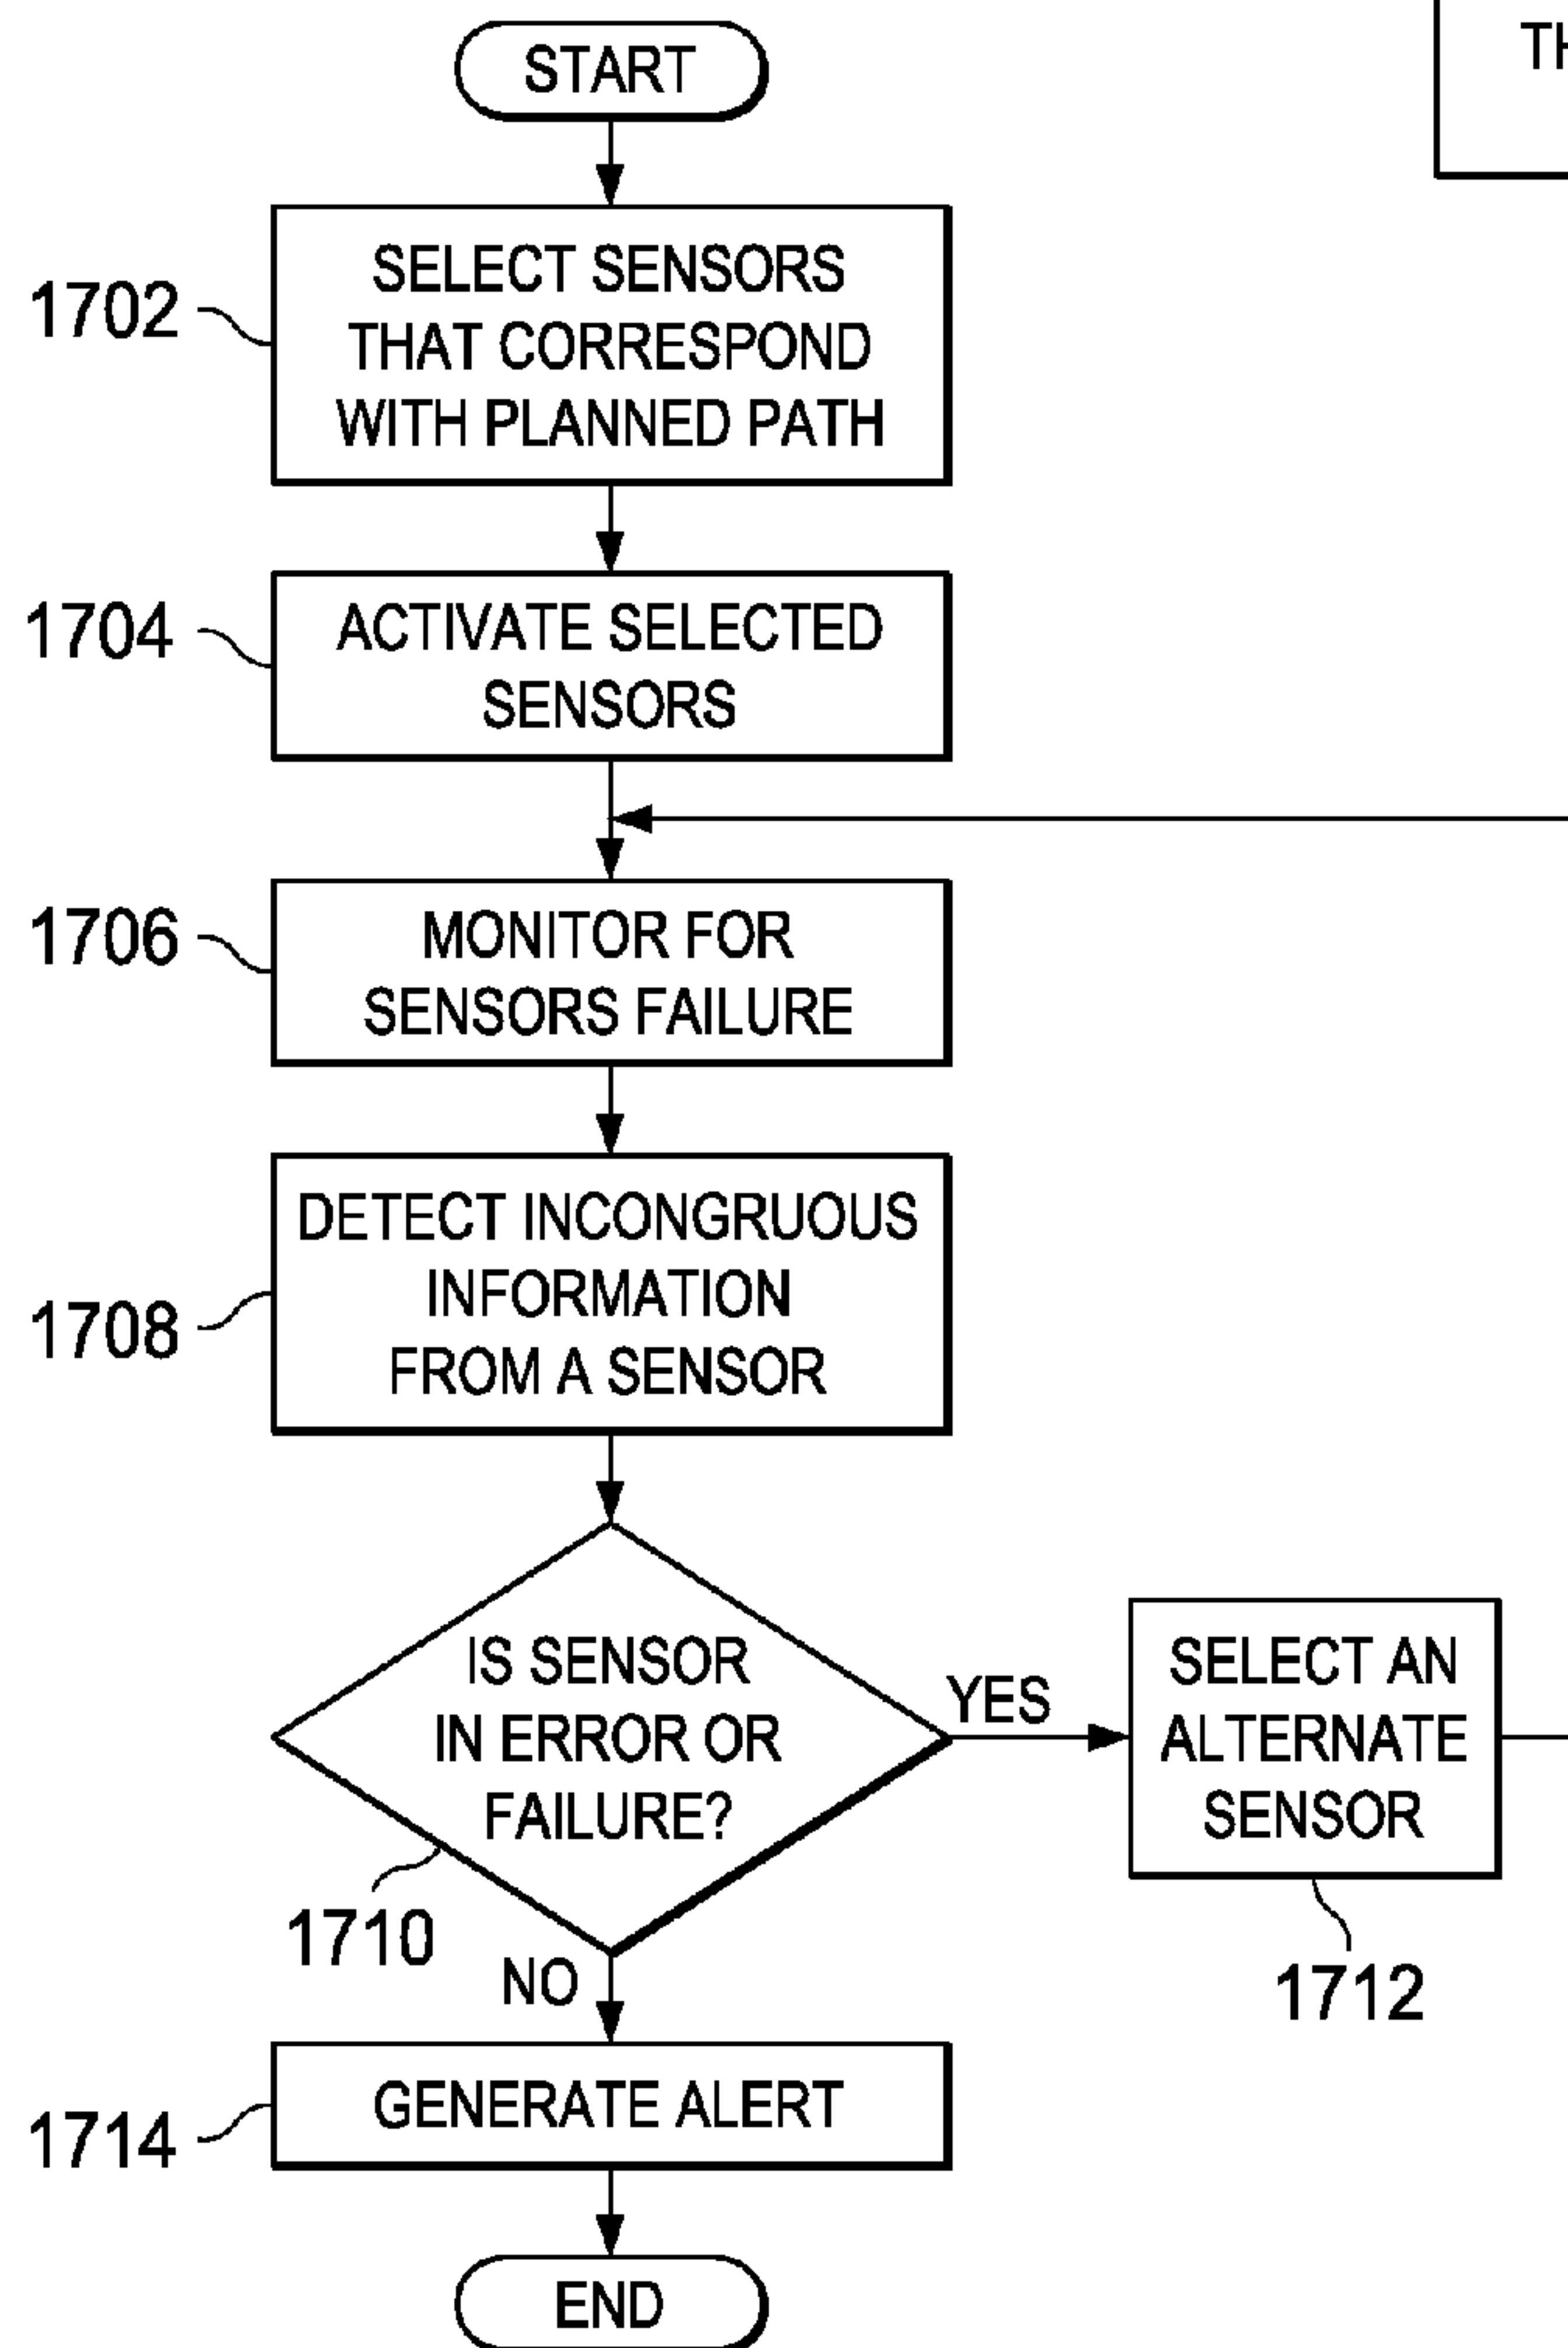 START
1702
SELECT SENSORS
THAT CORRESPOND
WITH PLANNED PATH
1704
ACTIVATE SELECTED
SENSORS
1706
MONITOR FOR
SENSORS FAILURE
1708
DETECT INCONGRUOUS
INFORMATION
FROM A SENSOR
IS SENSOR
IN ERROR OR
FAILURE?
1710
YES
SELECT AN
ALTERNATE
SENSOR
1712
NO
1714
GENERATE ALERT
END